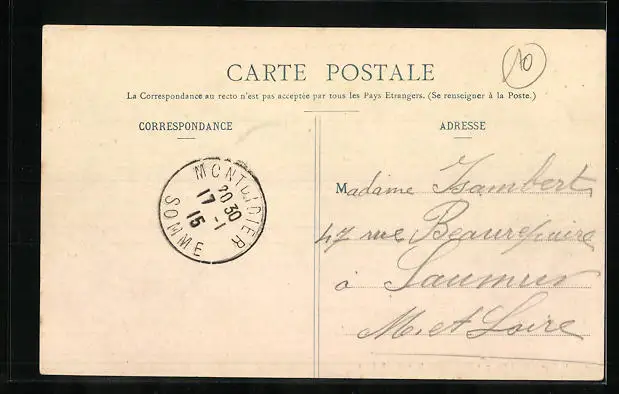 10
CARTE POSTALE
La Correspondance au recto n'est pas acceptée par tous les Pays Etrangers. (Se renseigner à la Poste.)
CORRESPONDANCE
ADRESSE
MONTDIDIER
20 30
17 -1
15
SOMME
Madame Isambert
47 rue Beaurepaire
à Saumur
M. et Loire